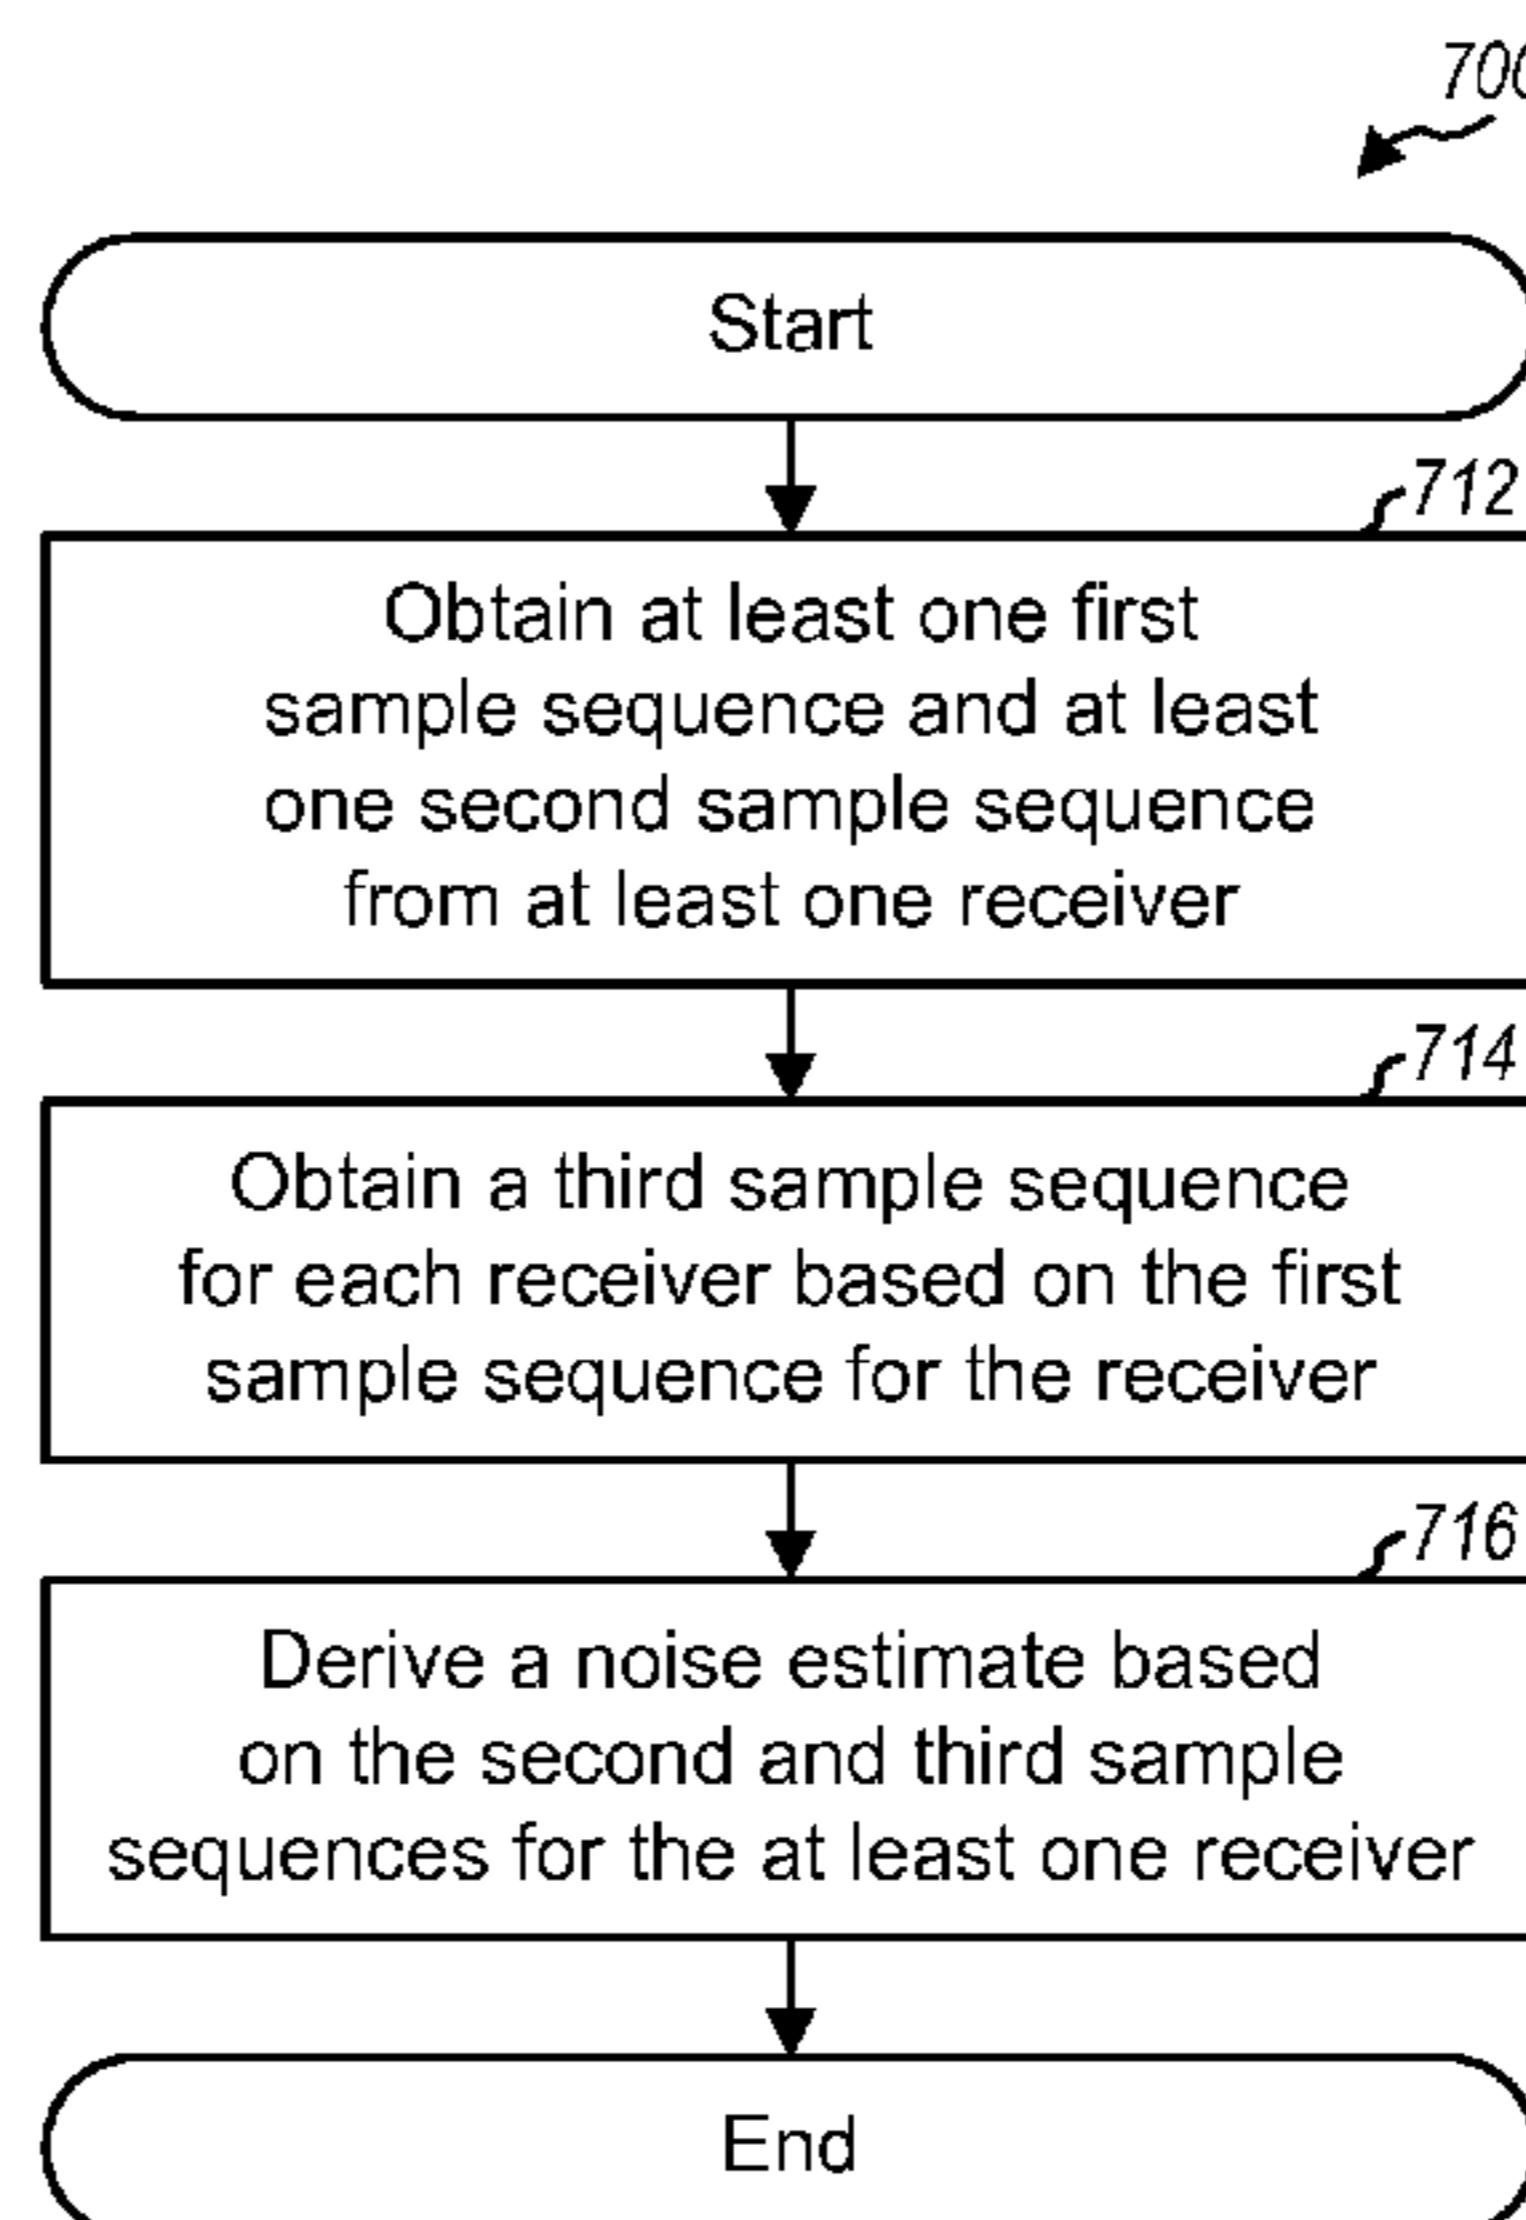 700
Start
712
Obtain at least one first
sample sequence and at least
one second sample sequence
from at least one receiver
714
Obtain a third sample sequence
for each receiver based on the first
sample sequence for the receiver
716
Derive a noise estimate based
on the second and third sample
sequences for the at least one receiver
End